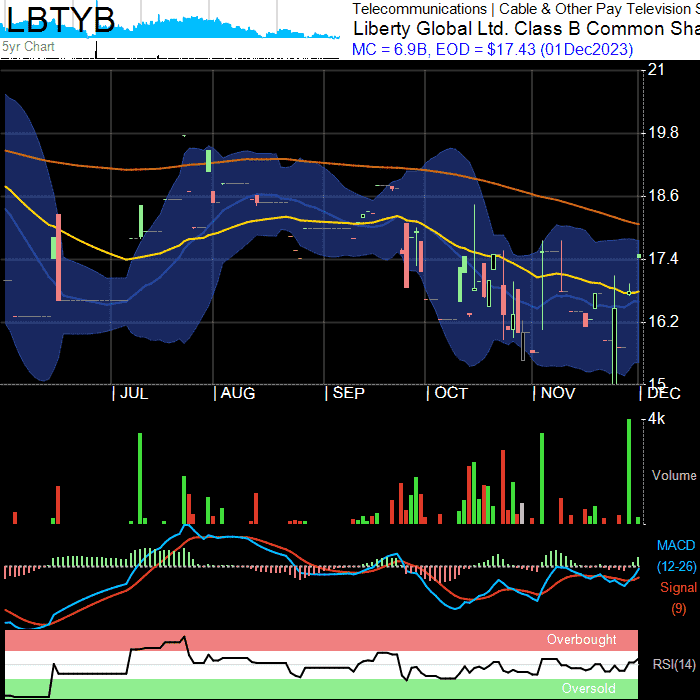 LBTYB
5yr Chart
Telecommunications | Cable & Other Pay Television S
Liberty Global Ltd. Class B Common Sha
MC = 6.9B, EOD = $17.43 (01Dec2023)
21
19.8
18.6
17.4
16.2
15
JUL
AUG
SEP
OCT
NOV
DEC
4k
Volume
MACD
(12-26)
Signal
(9)
Overbought
RSI(14)
Oversold